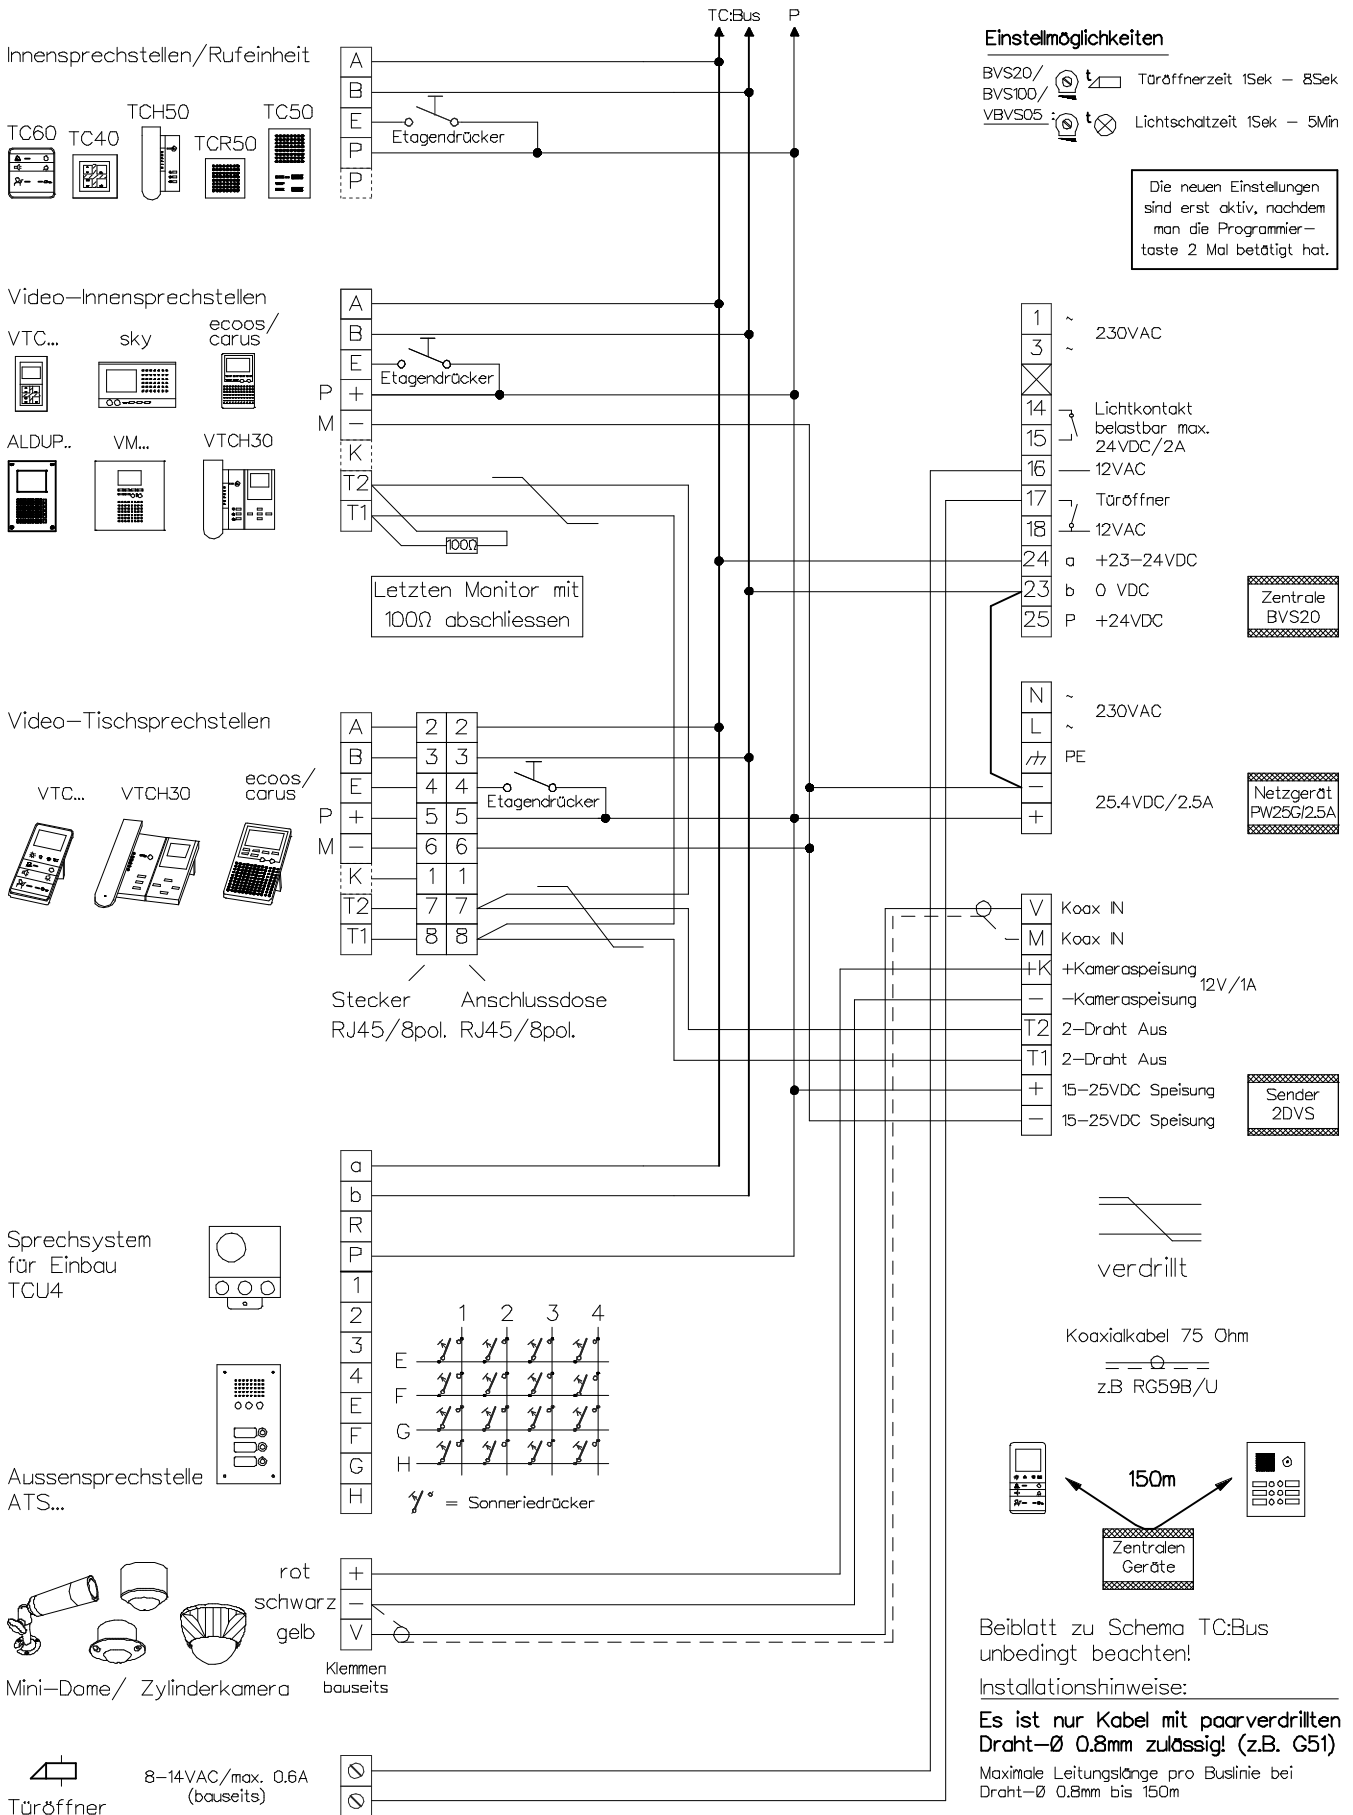 TC:Bus P
Innensprechstellen/Rufeinheit
TC60 TC40 TCH50 TCR50 TC50
A
B
E
P
P
Etagendrücker
Einstellmöglichkeiten
BVS20/
BVS100/
VBVS05 :
t Türöffnerzeit 1Sek – 8Sek
t Lichtschaltzeit 1Sek – 5Min
Die neuen Einstellungen
sind erst aktiv, nachdem
man die Programmier–
taste 2 Mal betätigt hat.
Video–Innensprechstellen
VTC... sky ecoos/
carus
ALDUP.. VM... VTCH30
A
B
E
P +
M –
K
T2
T1
Etagendrücker
100Ω
Letzten Monitor mit
100Ω abschliessen
1 ~
3 ~
230VAC
14
15
Lichtkontakt
belastbar max.
24VDC/2A
16 12VAC
17 Türöffner
18 12VAC
24 a +23–24VDC
23 b 0 VDC
25 P +24VDC
Zentrale
BVS20
N ~
L ~
230VAC
PE
–
+
25.4VDC/2.5A
Netzgerät
PW25G/2.5A
Video–Tischsprechstellen
VTC... VTCH30 ecoos/
carus
A 2 2
B 3 3
E 4 4
P + 5 5
M – 6 6
K 1 1
T2 7 7
T1 8 8
Etagendrücker
Stecker
RJ45/8pol.
Anschlussdose
RJ45/8pol.
V Koax IN
M Koax IN
+K +Kameraspeisung
– –Kameraspeisung
12V/1A
T2 2–Draht Aus
T1 2–Draht Aus
+ 15–25VDC Speisung
– 15–25VDC Speisung
Sender
2DVS
Sprechsystem
für Einbau
TCU4
Aussensprechstelle
ATS...
a
b
R
P
1
2
3
4
E
F
G
H
1 2 3 4
E
F
G
H
= Sonneriedrücker
verdrillt
Koaxialkabel 75 Ohm
z.B RG59B/U
150m
Zentralen
Geräte
rot +
schwarz –
gelb V
Klemmen
bauseits
Mini–Dome/ Zylinderkamera
Türöffner
8–14VAC/max. 0.6A
(bauseits)
Beiblatt zu Schema TC:Bus
unbedingt beachten!
Installationshinweise:
Es ist nur Kabel mit paarverdrillten
Draht–Ø 0.8mm zulässig! (z.B. G51)
Maximale Leitungslänge pro Buslinie bei
Draht–Ø 0.8mm bis 150m